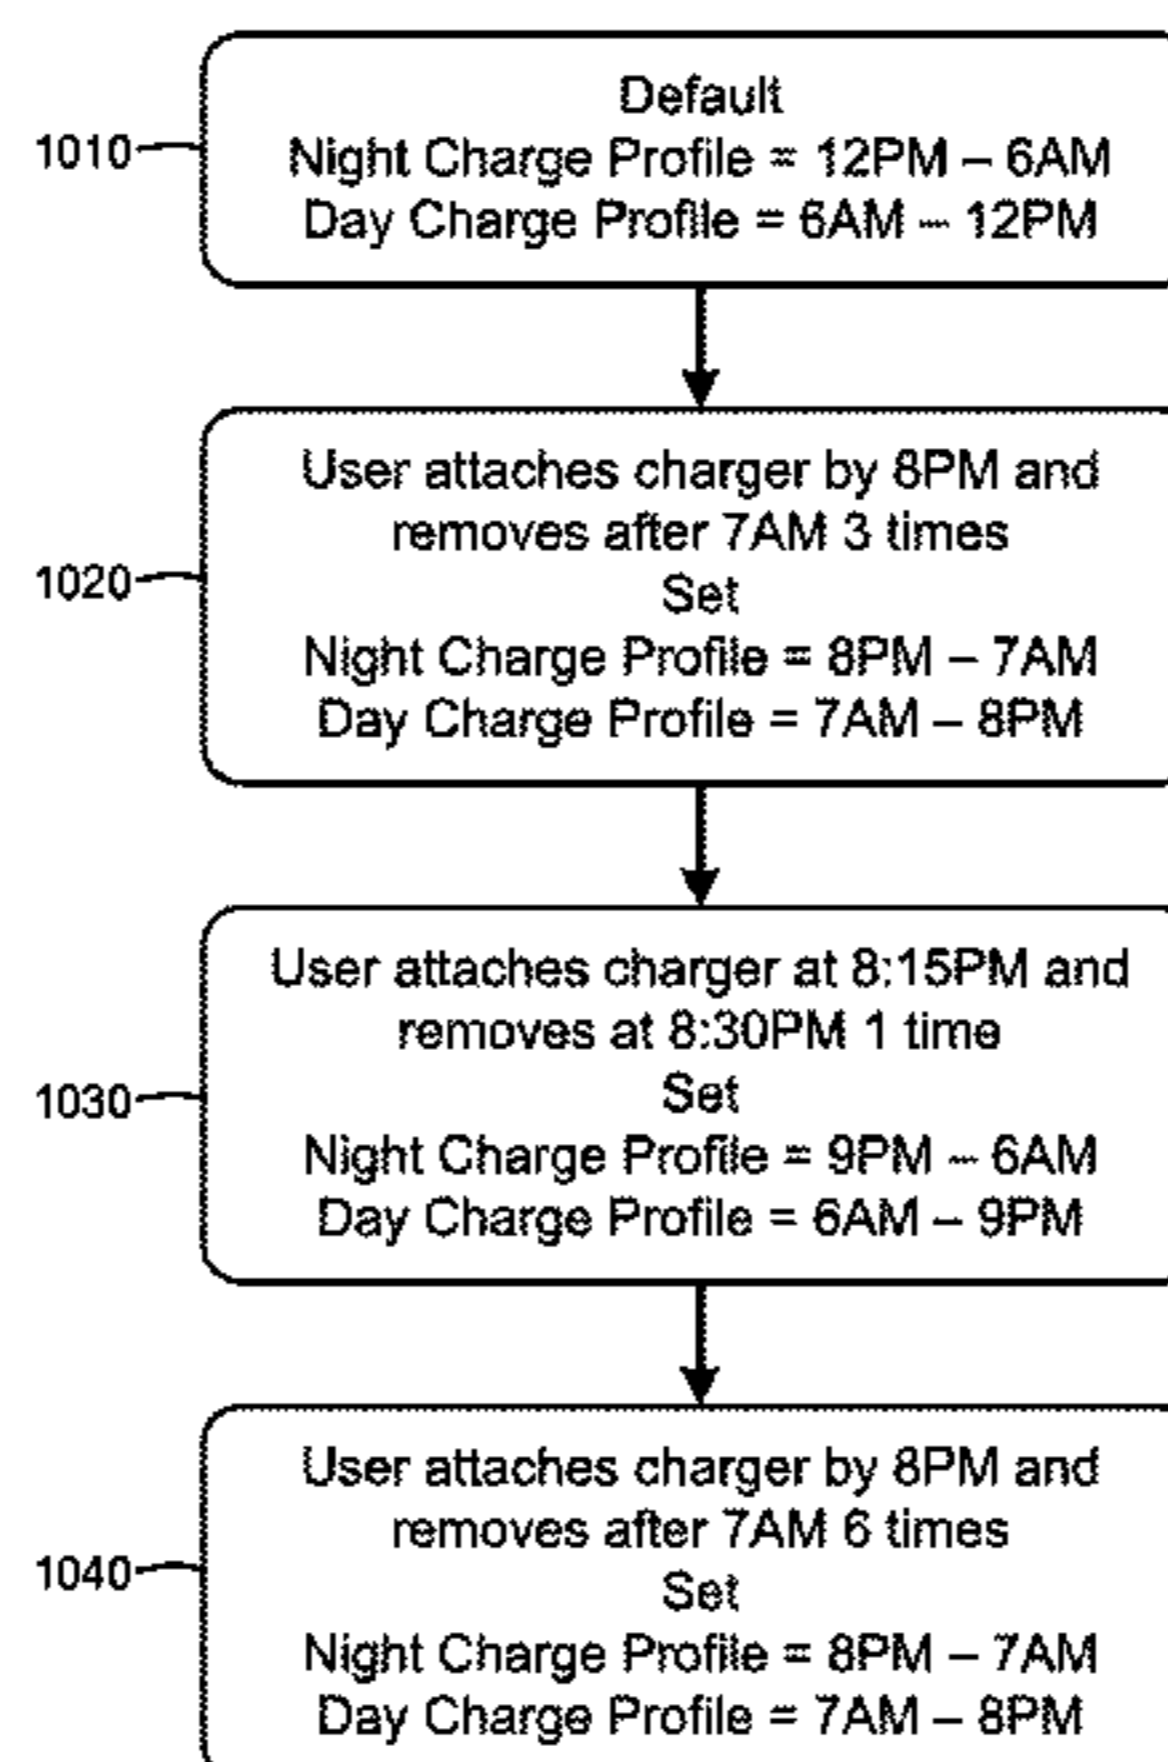 Default
1010
Night Charge Profile = 12PM – 6AM
Day Charge Profile = 6AM – 12PM
User attaches charger by 8PM and
removes after 7AM 3 times
1020
Set
Night Charge Profile = 8PM – 7AM
Day Charge Profile = 7AM – 8PM
User attaches charger at 8:15PM and
removes at 8:30PM 1 time
1030
Set
Night Charge Profile = 9PM – 6AM
Day Charge Profile = 6AM – 9PM
User attaches charger by 8PM and
removes after 7AM 6 times
1040
Set
Night Charge Profile = 8PM – 7AM
Day Charge Profile = 7AM – 8PM